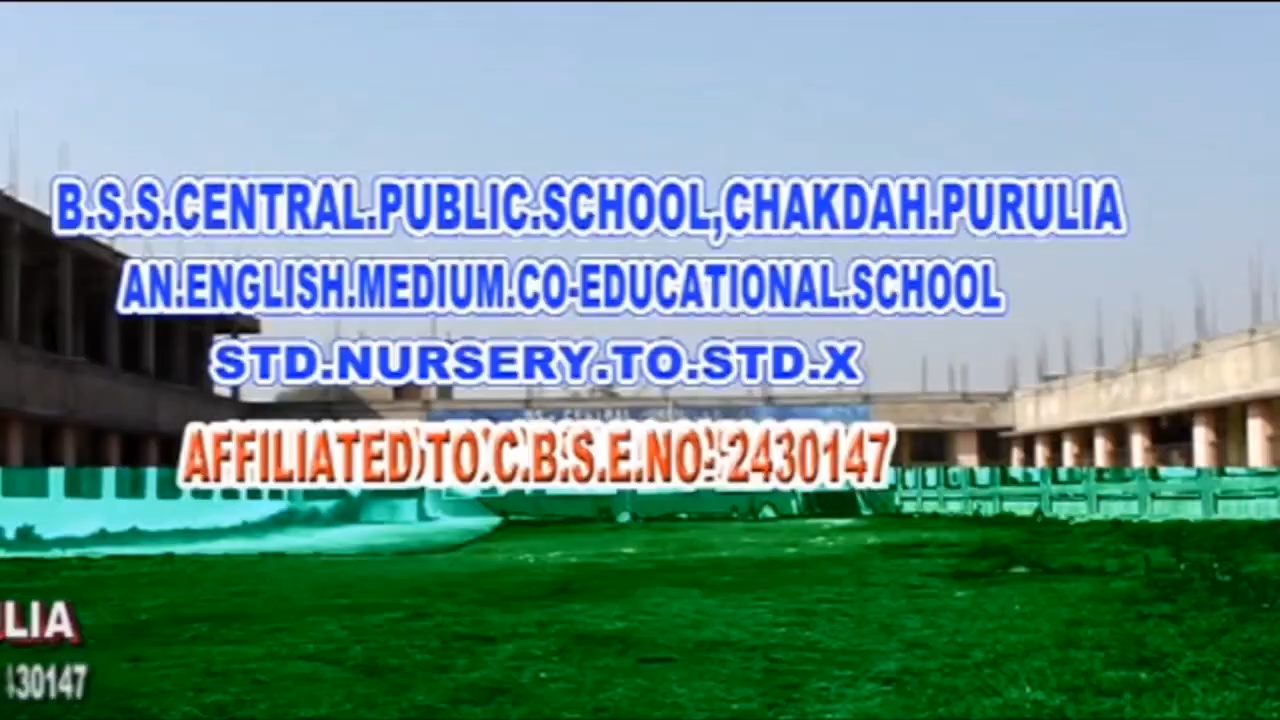 B.S.S.CENTRAL.PUBLIC.SCHOOL,CHAKDAH.PURULIA
AN.ENGLISH.MEDIUM.CO-EDUCATIONAL.SCHOOL
STD.NURSERY.TO.STD.X
CENTRAL
AFFILIATED TO.C.B.S.E.NO 2430147
LIA
30147